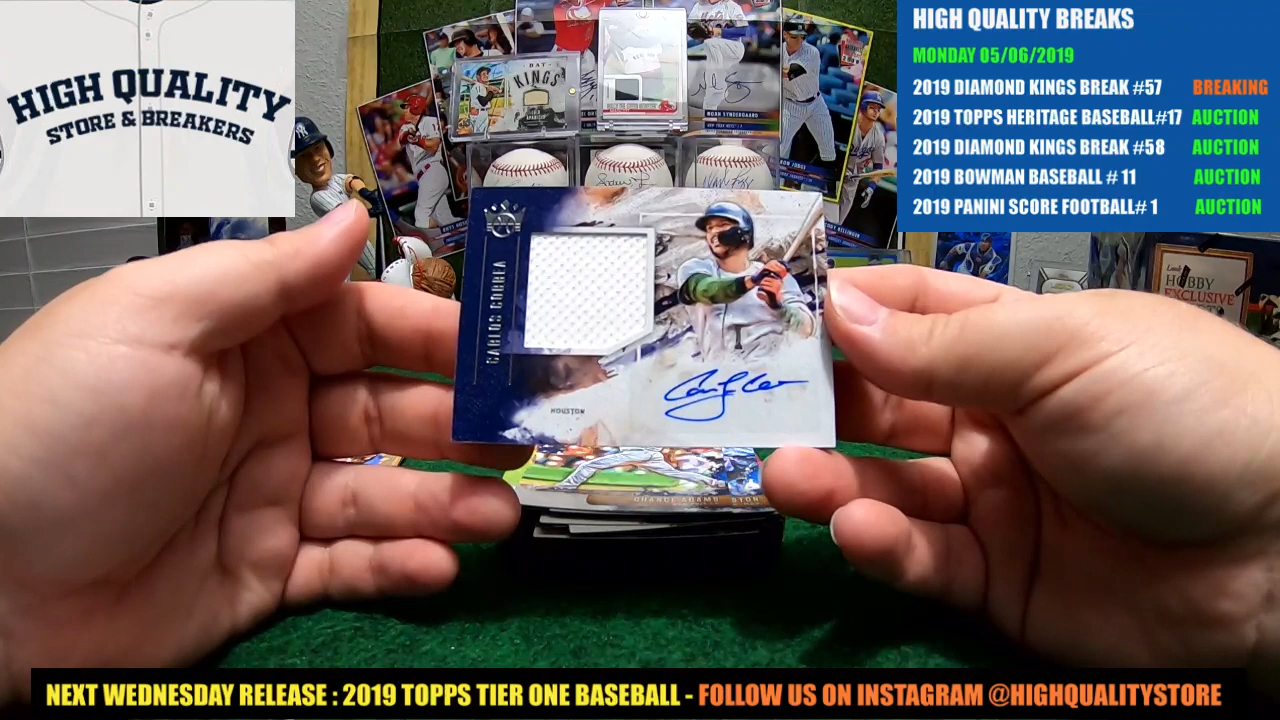 HIGH QUALITY
STORE & BREAKERS
HIGH QUALITY BREAKS
MONDAY 05/06/2019
2019 DIAMOND KINGS BREAK #57 BREAKING
2019 TOPPS HERITAGE BASEBALL#17 AUCTION
2019 DIAMOND KINGS BREAK #58 AUCTION
2019 BOWMAN BASEBALL # 11 AUCTION
2019 PANINI SCORE FOOTBALL# 1 AUCTION
BAT
KINGS
HOBBY
EXCLUSIVE
CARLOS CORREA
HOUSTON
NEXT WEDNESDAY RELEASE : 2019 TOPPS TIER ONE BASEBALL - FOLLOW US ON INSTAGRAM @HIGHQUALITYSTORE